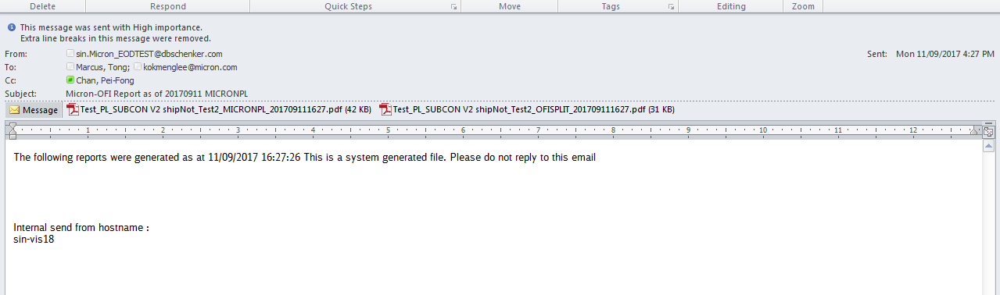 Delete Respond Quick Steps Move Tags Editing Zoom
This message was sent with High importance.
Extra line breaks in this message were removed.
From: sin.Micron_EODTEST@dbschenker.com Sent: Mon 11/09/2017 4:27 PM
To: Marcus, Tong; kokmenglee@micron.com
Cc: Chan, Pei-Fong
Subject: Micron-OFI Report as of 20170911 MICRONPL
Message Test_PL_SUBCON V2 shipNot_Test2_MICRONPL_201709111627.pdf (42 KB) Test_PL_SUBCON V2 shipNot_Test2_OFISPLIT_201709111627.pdf (31 KB)
1 2 3 4 5 6 7 8 9 10 11 12
The following reports were generated as at 11/09/2017 16:27:26 This is a system generated file. Please do not reply to this email
Internal send from hostname :
sin-vis18